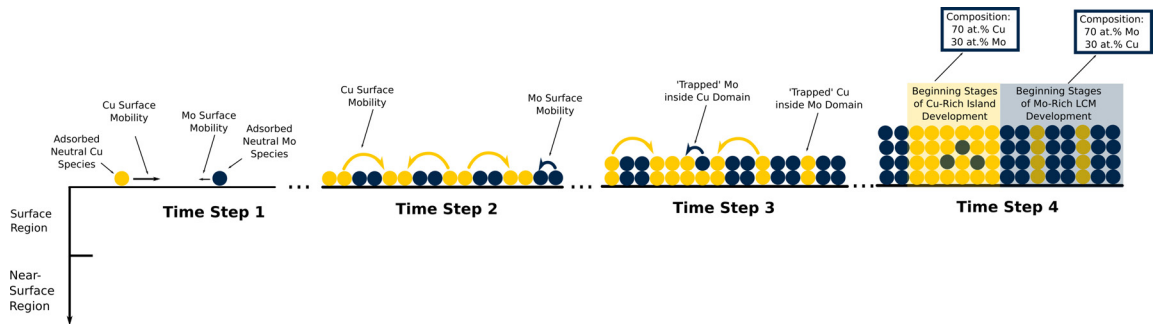 Composition:
70 at.% Cu
30 at.% Mo
Composition:
70 at.% Mo
30 at.% Cu
Cu Surface
Mobility
Mo Surface
Mobility
Adsorbed
Neutral Cu
Species
Adsorbed
Neutral Mo
Species
Cu Surface
Mobility
Mo Surface
Mobility
'Trapped' Mo
inside Cu Domain
'Trapped' Cu
inside Mo Domain
Beginning Stages
of Cu-Rich Island
Development
Beginning Stages
of Mo-Rich LCM
Development
Time Step 1
Time Step 2
Time Step 3
Time Step 4
Surface
Region
Near-
Surface
Region